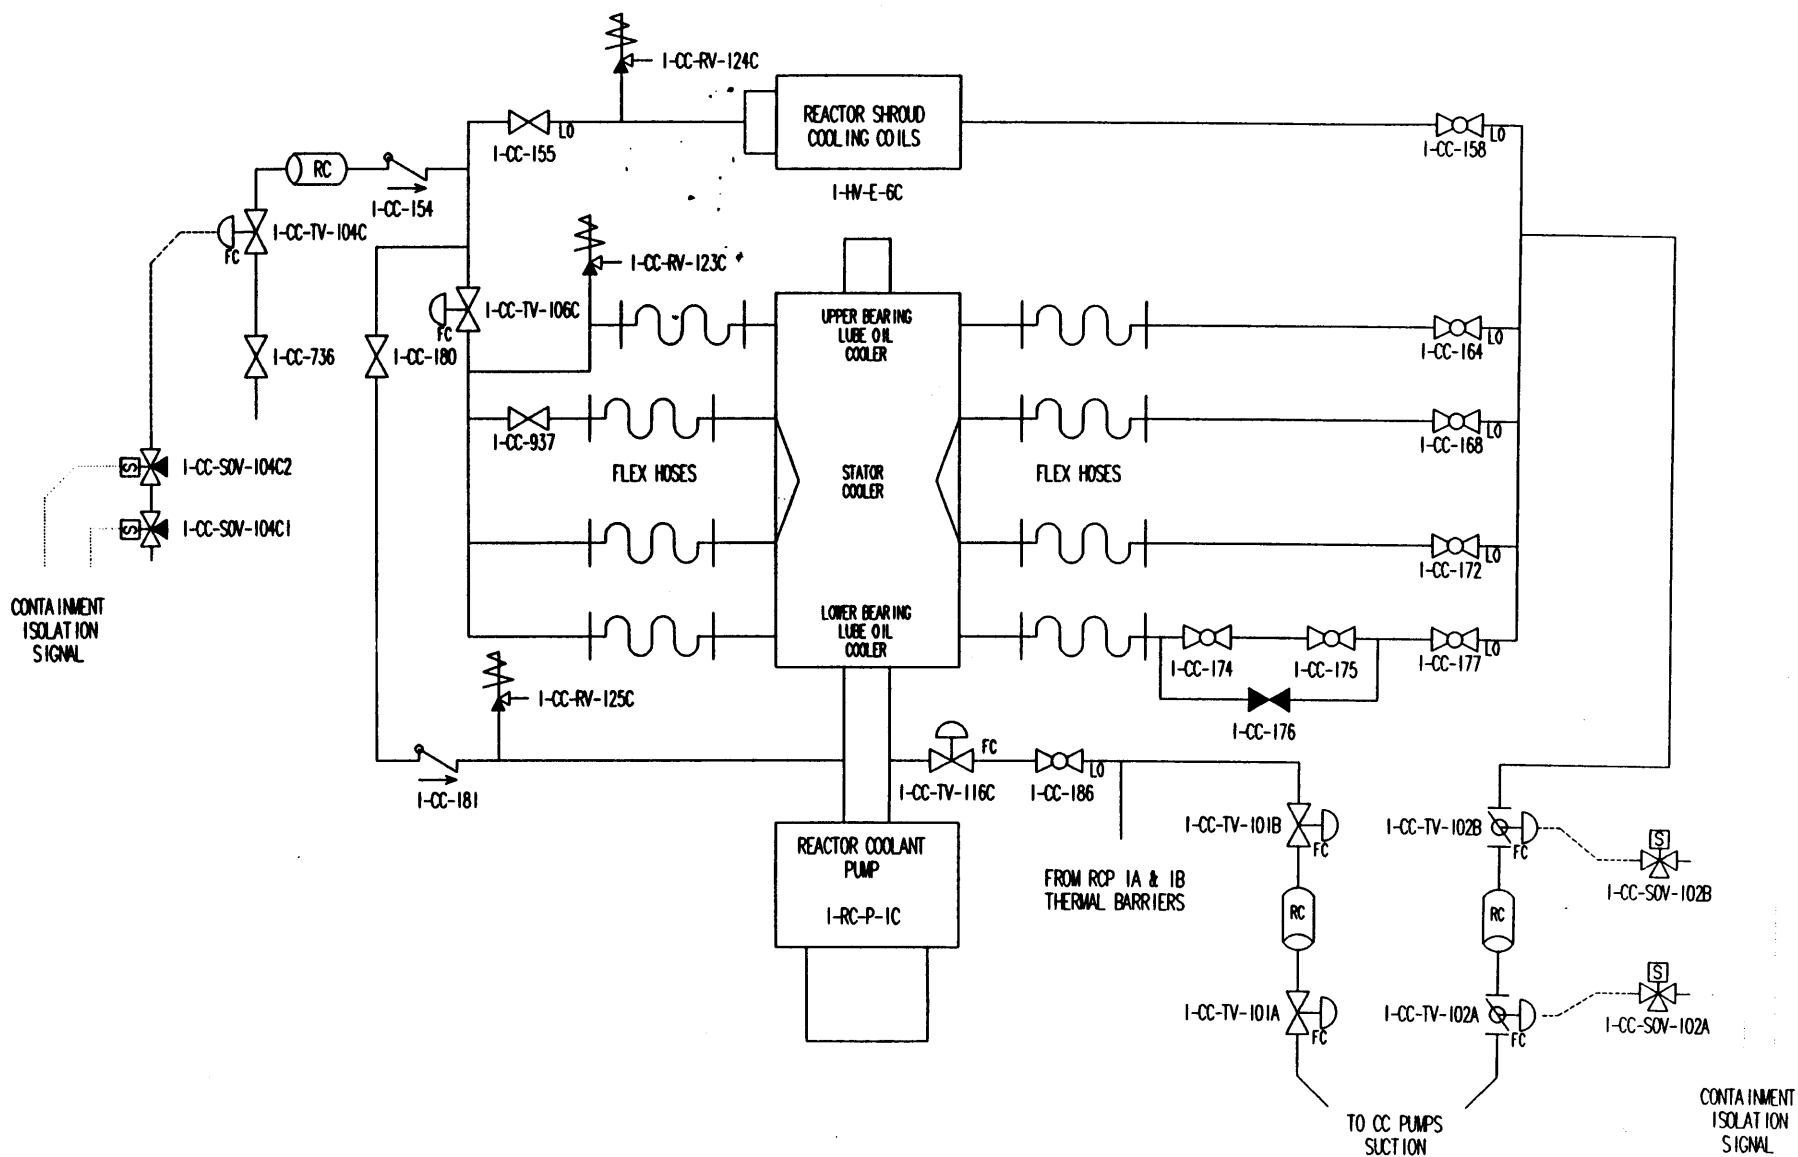 1-CC-RV-124C
REACTOR SHROUD
COOLING COILS
1-HV-E-6C
LO
1-CC-155
LO
1-CC-158
RC
1-CC-154
1-CC-TV-104C
FC
1-CC-RV-123C
1-CC-TV-106C
FC
1-CC-736
1-CC-180
UPPER BEARING
LUBE OIL
COOLER
LO
1-CC-164
1-CC-937
LO
1-CC-168
FLEX HOSES
STATOR
COOLER
FLEX HOSES
S
1-CC-SOV-104C2
S
1-CC-SOV-104C1
CONTAINMENT
ISOLATION
SIGNAL
LO
1-CC-172
LOWER BEARING
LUBE OIL
COOLER
1-CC-174
1-CC-175
LO
1-CC-177
1-CC-176
1-CC-RV-125C
1-CC-181
FC
1-CC-TV-116C
LO
1-CC-186
REACTOR COOLANT
PUMP
1-RC-P-1C
FROM RCP 1A & 1B
THERMAL BARRIERS
1-CC-TV-101B
FC
RC
1-CC-TV-101A
FC
1-CC-TV-102B
FC
RC
1-CC-TV-102A
FC
S
1-CC-SOV-102B
S
1-CC-SOV-102A
TO CC PUMPS
SUCTION
CONTAINMENT
ISOLATION
SIGNAL